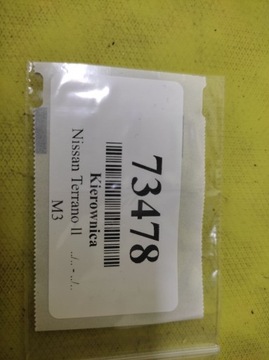 73478
Kierownica
Nissan Terrano II ./.. - ./..
M3